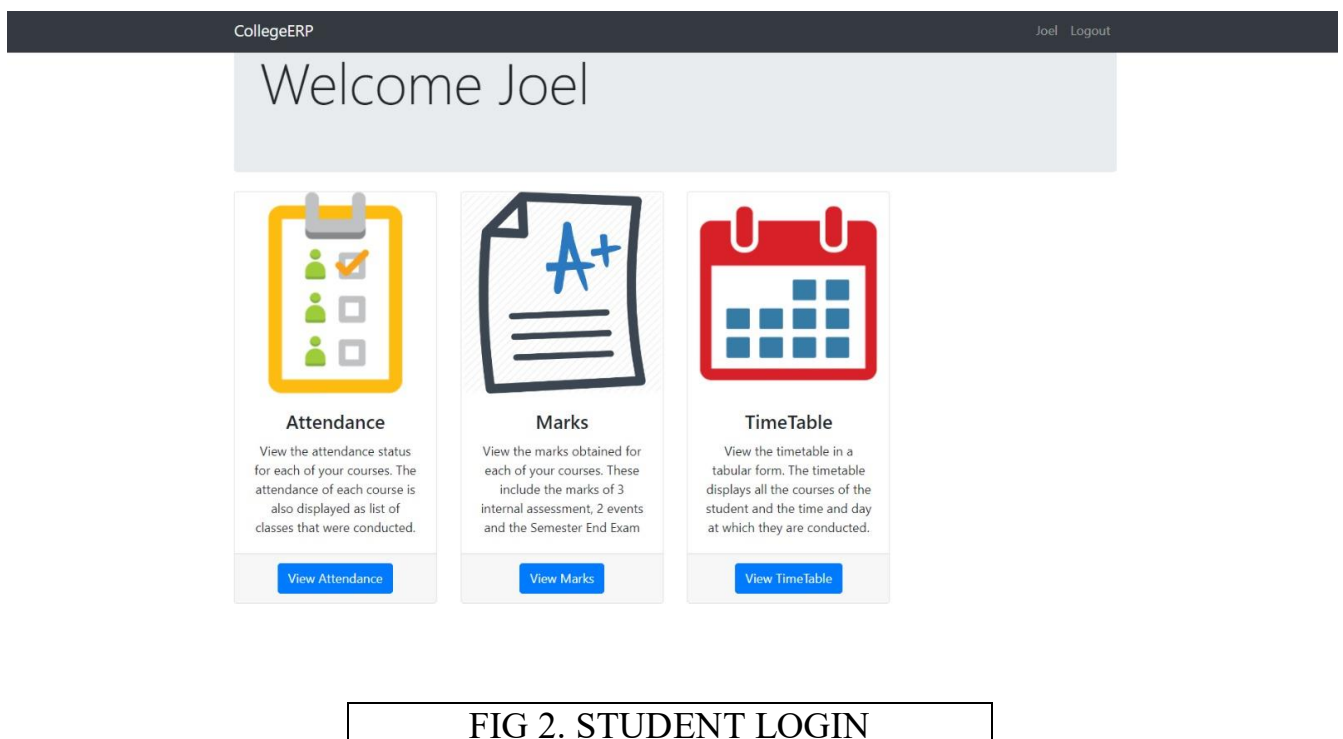 CollegeERP
Joel Logout
Welcome Joel
A+
Attendance
View the attendance status
for each of your courses. The
attendance of each course is
also displayed as list of
classes that were conducted.
View Attendance
Marks
View the marks obtained for
each of your courses. These
include the marks of 3
internal assessment, 2 events
and the Semester End Exam
View Marks
TimeTable
View the timetable in a
tabular form. The timetable
displays all the courses of the
student and the time and day
at which they are conducted.
View TimeTable
FIG 2. STUDENT LOGIN